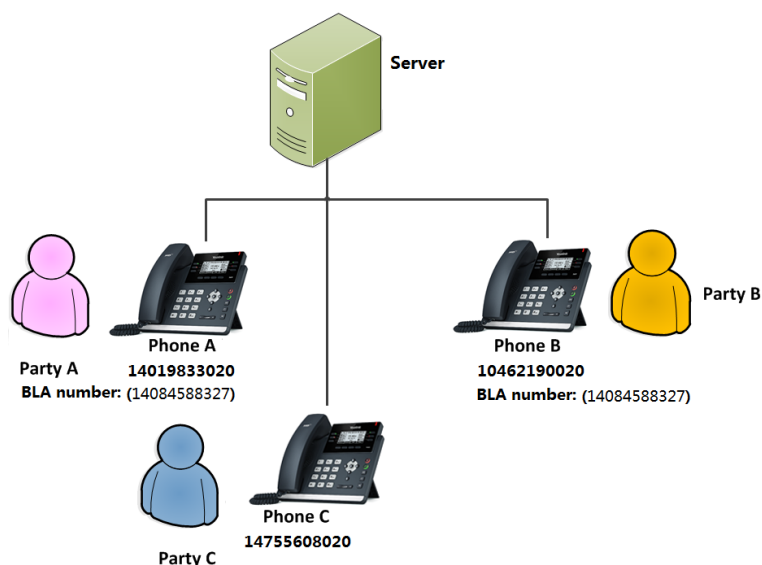 Server
Party A
Phone A
14019833020
BLA number: (14084588327)
Phone B
10462190020
BLA number: (14084588327)
Party B
Party C
Phone C
14755608020